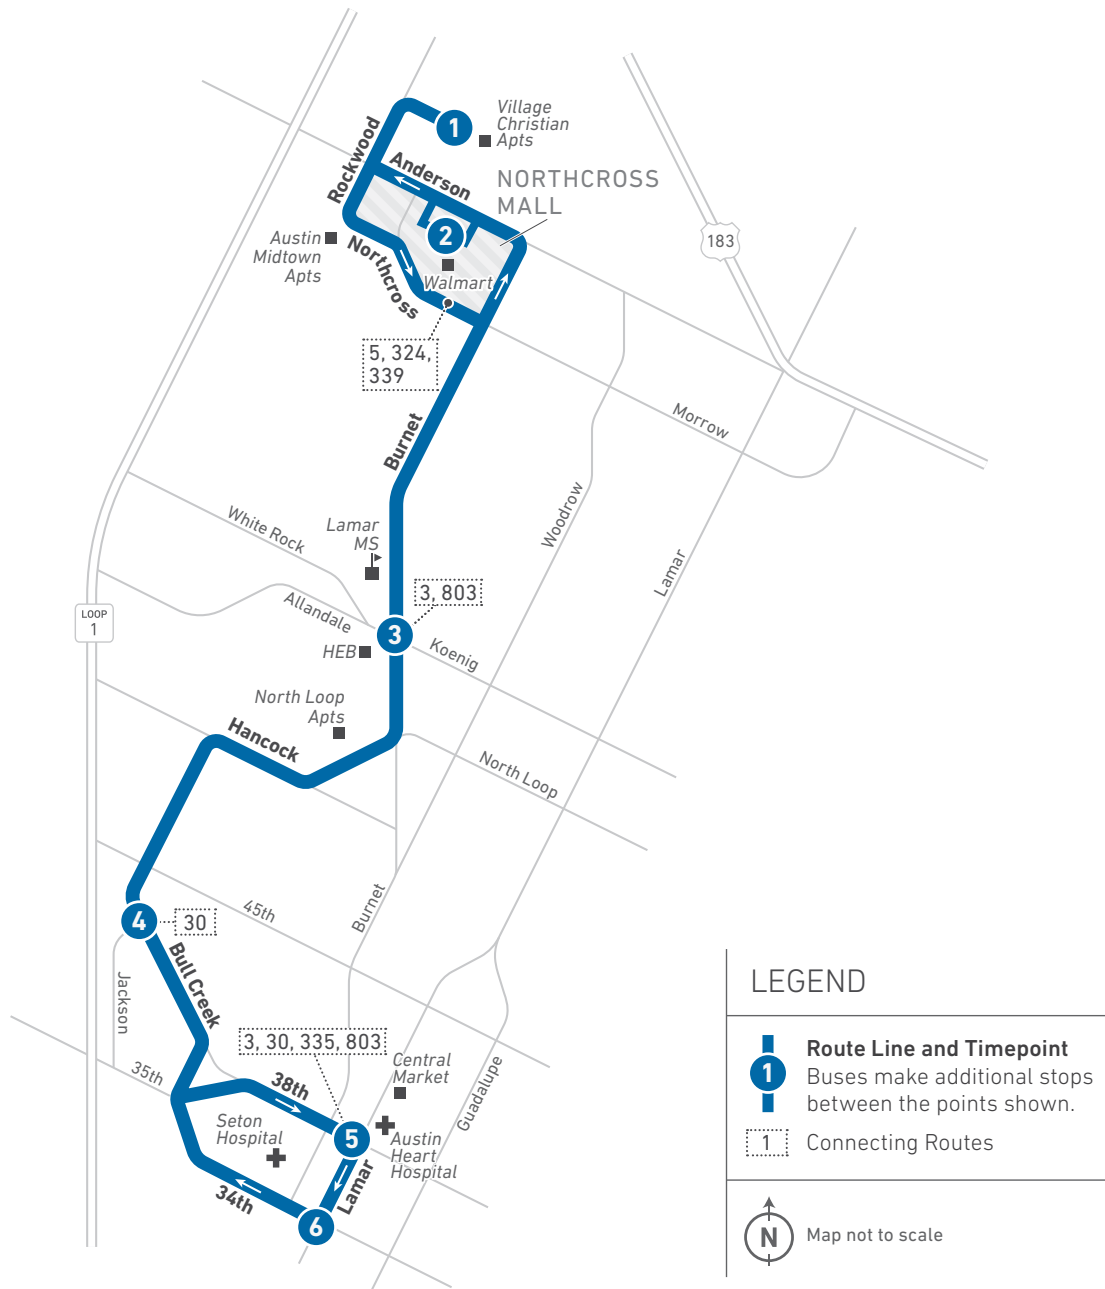 Village
Christian
Apts
1
Rockwood
Anderson
NORTHCROSS
MALL
183
2
Austin
Midtown
Apts
Northcross
Walmart
5, 324,
339
Burnet
Morrow
White Rock
Lamar
MS
Woodrow
Lamar
3, 803
Allandale
LOOP
1
3
HEB
Koenig
North Loop
Apts
Hancock
North Loop
45th
Burnet
4
30
Bull Creek
Jackson
LEGEND
3, 30, 335, 803
Route Line and Timepoint
1
Buses make additional stops
between the points shown.
Central
Market
35th
38th
Guadalupe
Seton
Hospital
5
Austin
Heart
Hospital
1
Connecting Routes
34th
Lamar
6
N
Map not to scale